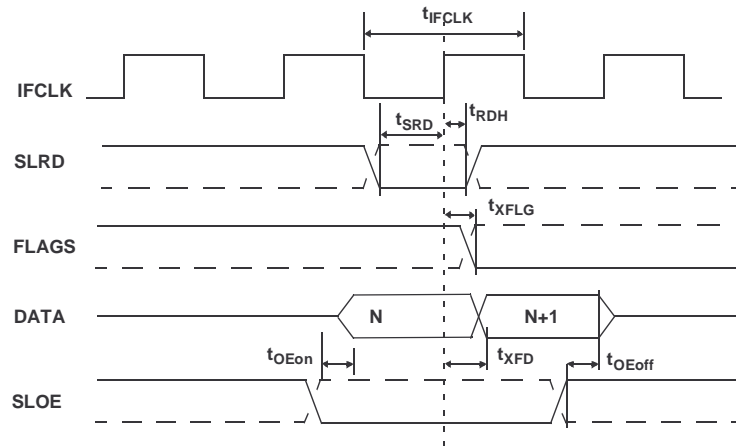 tIFCLK
IFCLK
tSRD
tRDH
SLRD
tXFLG
FLAGS
DATA
N
N+1
tOEon
tXFD
tOEoff
SLOE